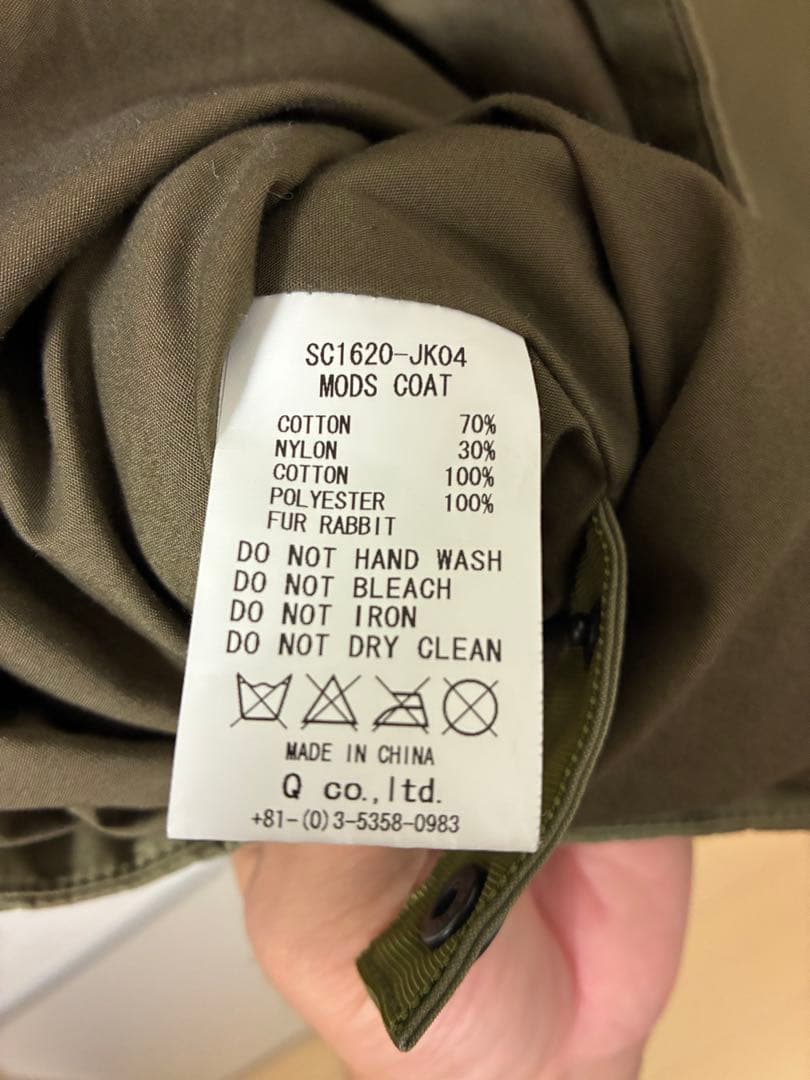 SC1620-JK04
MODS COAT
COTTON 70%
NYLON 30%
COTTON 100%
POLYESTER 100%
FUR RABBIT
DO NOT HAND WASH
DO NOT BLEACH
DO NOT IRON
DO NOT DRY CLEAN
MADE IN CHINA
Q co.,ltd.
+81-(0)3-5358-0983